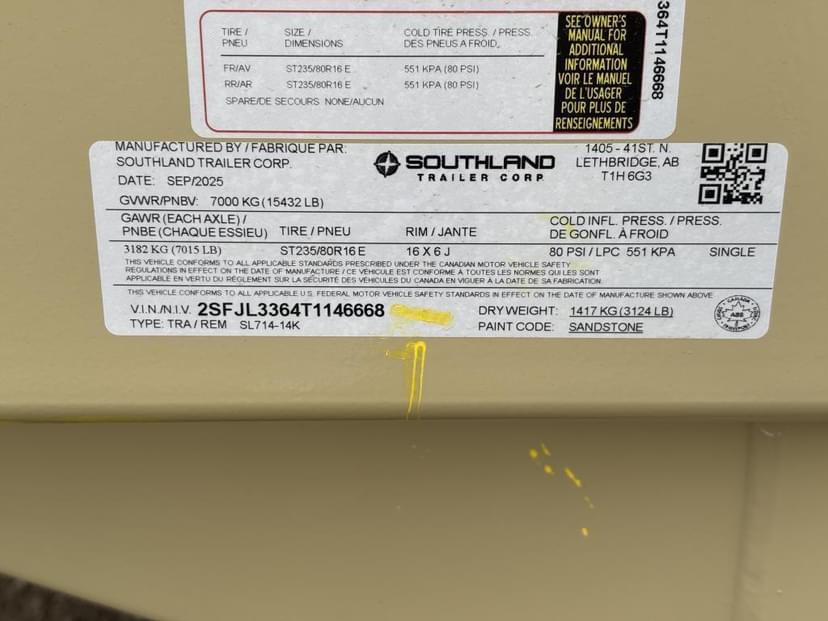 TIRE / PNEU SIZE / DIMENSIONS COLD TIRE PRESS. / PRESS. DES PNEUS A FROID
FR/AV ST235/80R16 E 551 KPA (80 PSI)
RR/AR ST235/80R16 E 551 KPA (80 PSI)
SPARE/DE SECOURS NONE/AUCUN
SEE OWNER'S
MANUAL FOR
ADDITIONAL
INFORMATION
VOIR LE MANUEL
DE L'USAGER
POUR PLUS DE
RENSEIGNEMENTS
364T1146668
MANUFACTURED BY / FABRIQUE PAR:
SOUTHLAND TRAILER CORP.
DATE: SEP/2025
SOUTHLAND
TRAILER CORP
1405 - 41ST. N.
LETHBRIDGE, AB
T1H 6G3
GVWR/PNBV: 7000 KG (15432 LB)
GAWR (EACH AXLE) / PNBE (CHAQUE ESSIEU) TIRE / PNEU RIM / JANTE COLD INFL. PRESS. / PRESS. DE GONFL. À FROID
3182 KG (7015 LB) ST235/80R16 E 16 X 6 J 80 PSI / LPC 551 KPA SINGLE
THIS VEHICLE CONFORMS TO ALL APPLICABLE STANDARDS PRESCRIBED UNDER THE CANADIAN MOTOR VEHICLE SAFETY
REGULATIONS IN EFFECT ON THE DATE OF MANUFACTURE / CE VÉHICULE EST CONFORME À TOUTES LES NORMES QUI LES SONT
APPLICABLE EN VERTU DU RÈGLEMENT SUR LA SÉCURITÉ DES VÉHICULES DU CANADA EN VIGUER A LA DATE DE SA FABRICATION.
THIS VEHICLE CONFORMS TO ALL APPLICABLE U.S. FEDERAL MOTOR VEHICLE SAFETY STANDARDS IN EFFECT ON THE DATE OF MANUFACTURE SHOWN ABOVE
V.I.N./N.I.V. 2SFJL3364T1146668 DRY WEIGHT: 1417 KG (3124 LB)
TYPE: TRA / REM SL714-14K PAINT CODE: SANDSTONE
CANADA